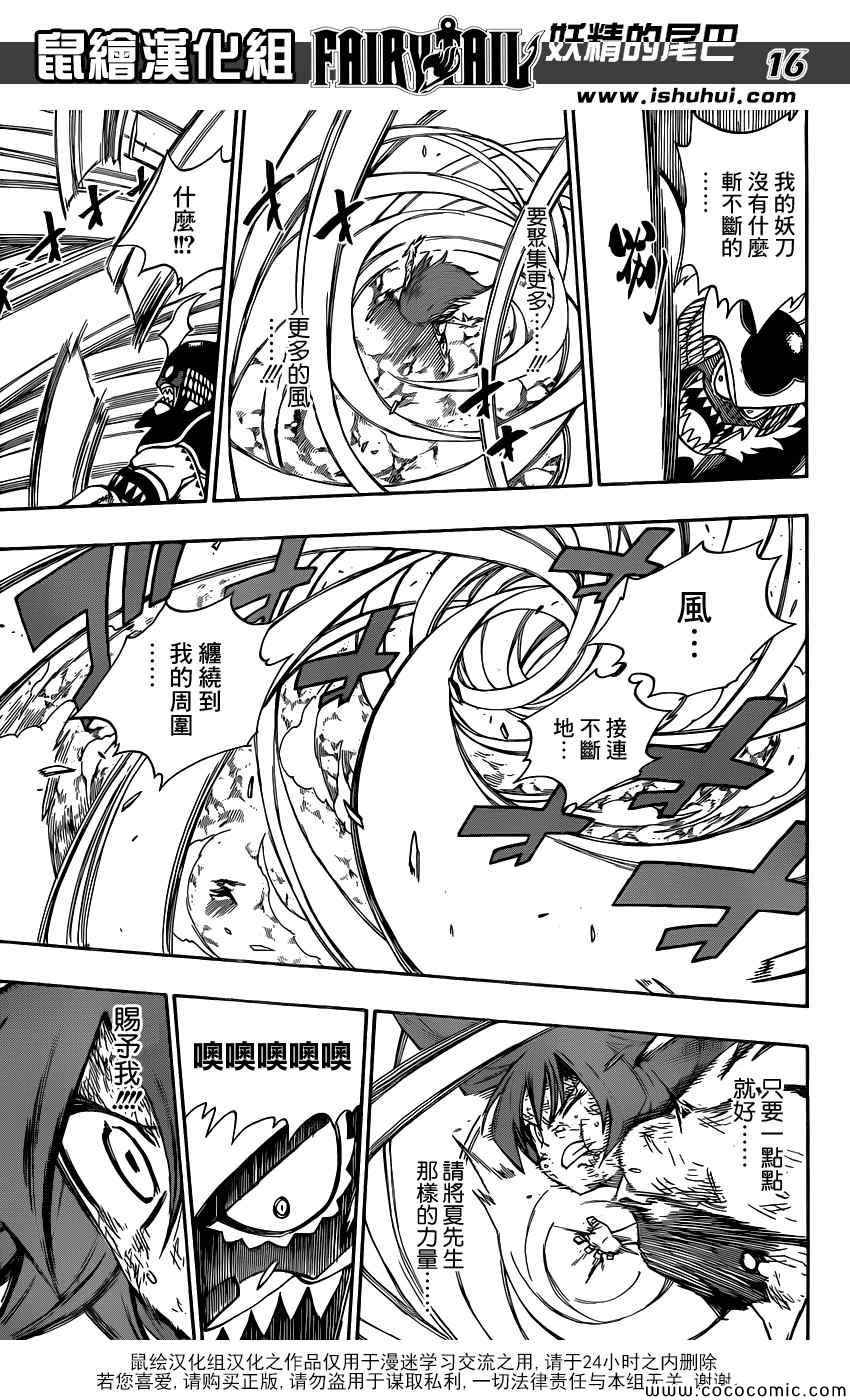 鼠繪漢化組
FAIRY TAIL
妖精的尾巴
16
www.ishuhui.com
我的妖刀
沒有什麼
斬不斷的
……
要聚集更多……!!!
更多的風
……!!!
什麼
!!!?
風…
接連
不斷
地…
纏繞到
我的周圍
……
只要一點點
就好……
請將夏先生
那樣的力量……
噢噢噢噢噢
賜予我!!!!!
鼠绘汉化组汉化之作品仅用于漫迷学习交流之用,请于24小时之内删除
若您喜爱,请购买正版,请勿盗用于谋取私利,一切法律责任与本组无关,谢谢.
www.cococomic.com